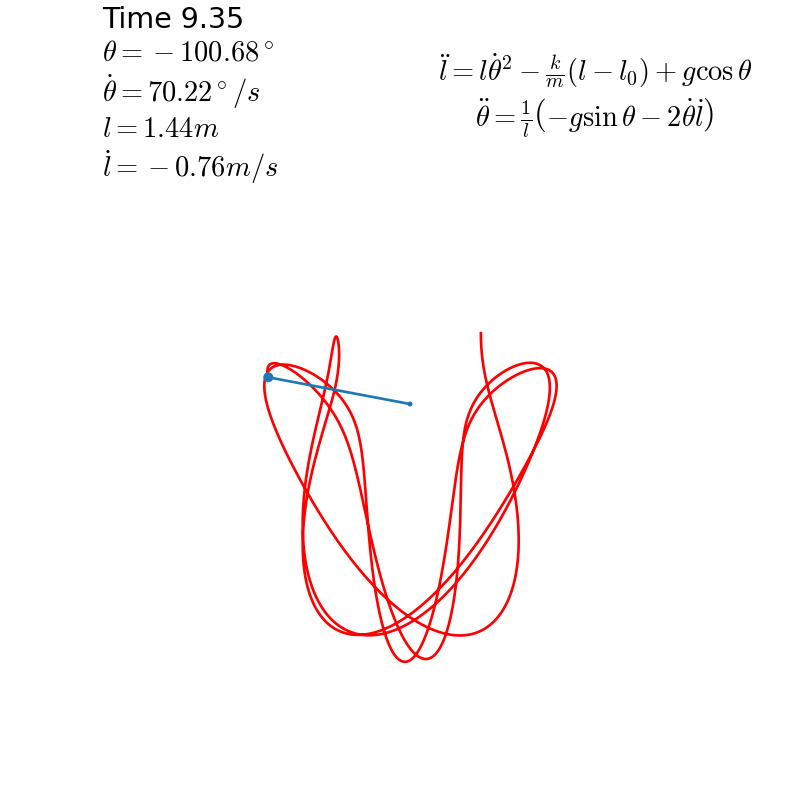 Time 9.35
θ = −100.68°
θ̇ = 70.22°/s
l = 1.44m
l̇ = −0.76m/s
l̈ = lθ̇² − k/m(l − l₀) + g cos θ
θ̈ = 1/l(−g sin θ − 2θ̇l̇)